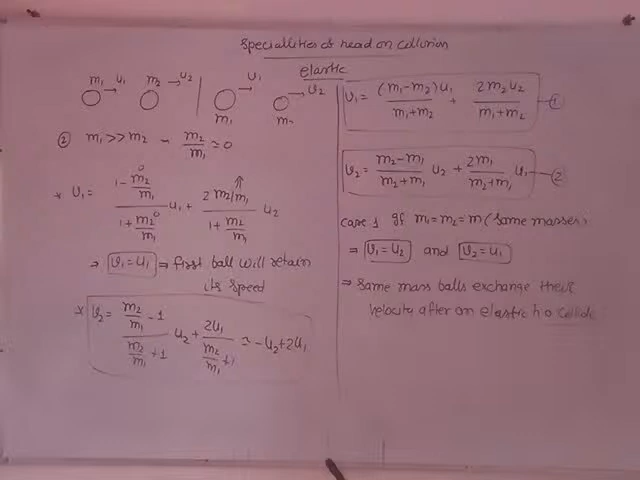 Specialities of head on collision
elastic
m₁ → u₁ m₂ → u₂ | → v₁ → v₂
m₁ m₂
② m₁ >> m₂ ~ m₂/m₁ ≈ 0
* v₁ = (1 - m₂/m₁)/(1 + m₂/m₁) u₁ + (2 m₂/m₁)/(1 + m₂/m₁) u₂
⇒ v₁ = u₁ ⇒ first ball will retain
its speed
* v₂ = (m₂/m₁ - 1)/(m₂/m₁ + 1) u₂ + 2u₁/(m₂/m₁ + 1) ≈ -u₂ + 2u₁
v₁ = (m₁-m₂)u₁/(m₁+m₂) + 2m₂u₂/(m₁+m₂) — ①
v₂ = (m₂-m₁)/(m₂+m₁) u₂ + 2m₁/(m₂+m₁) u₁ — ②
case 1 If m₁=m₂=m (same masses)
⇒ v₁=u₂ and v₂=u₁
⇒ Same mass balls exchange their
velocity after an elastic h o collision